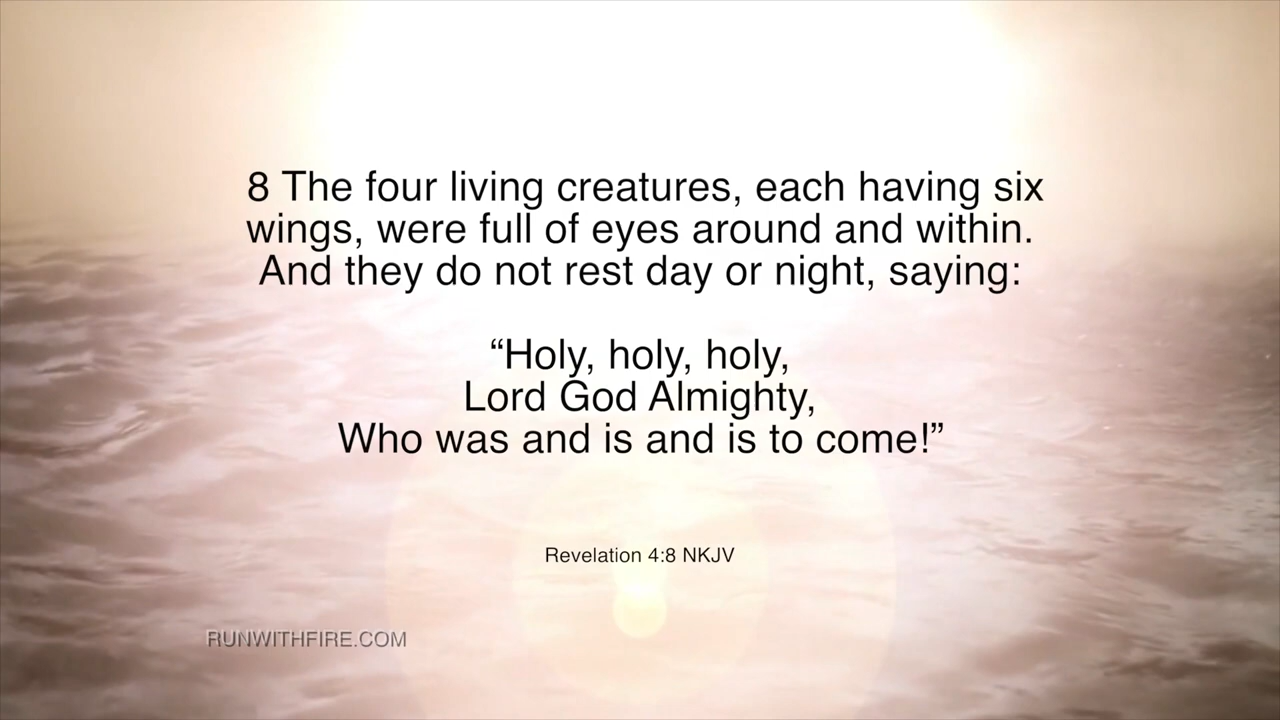 8 The four living creatures, each having six
wings, were full of eyes around and within.
And they do not rest day or night, saying:
“Holy, holy, holy,
Lord God Almighty,
Who was and is and is to come!”
Revelation 4:8 NKJV
RUNWITHFIRE.COM